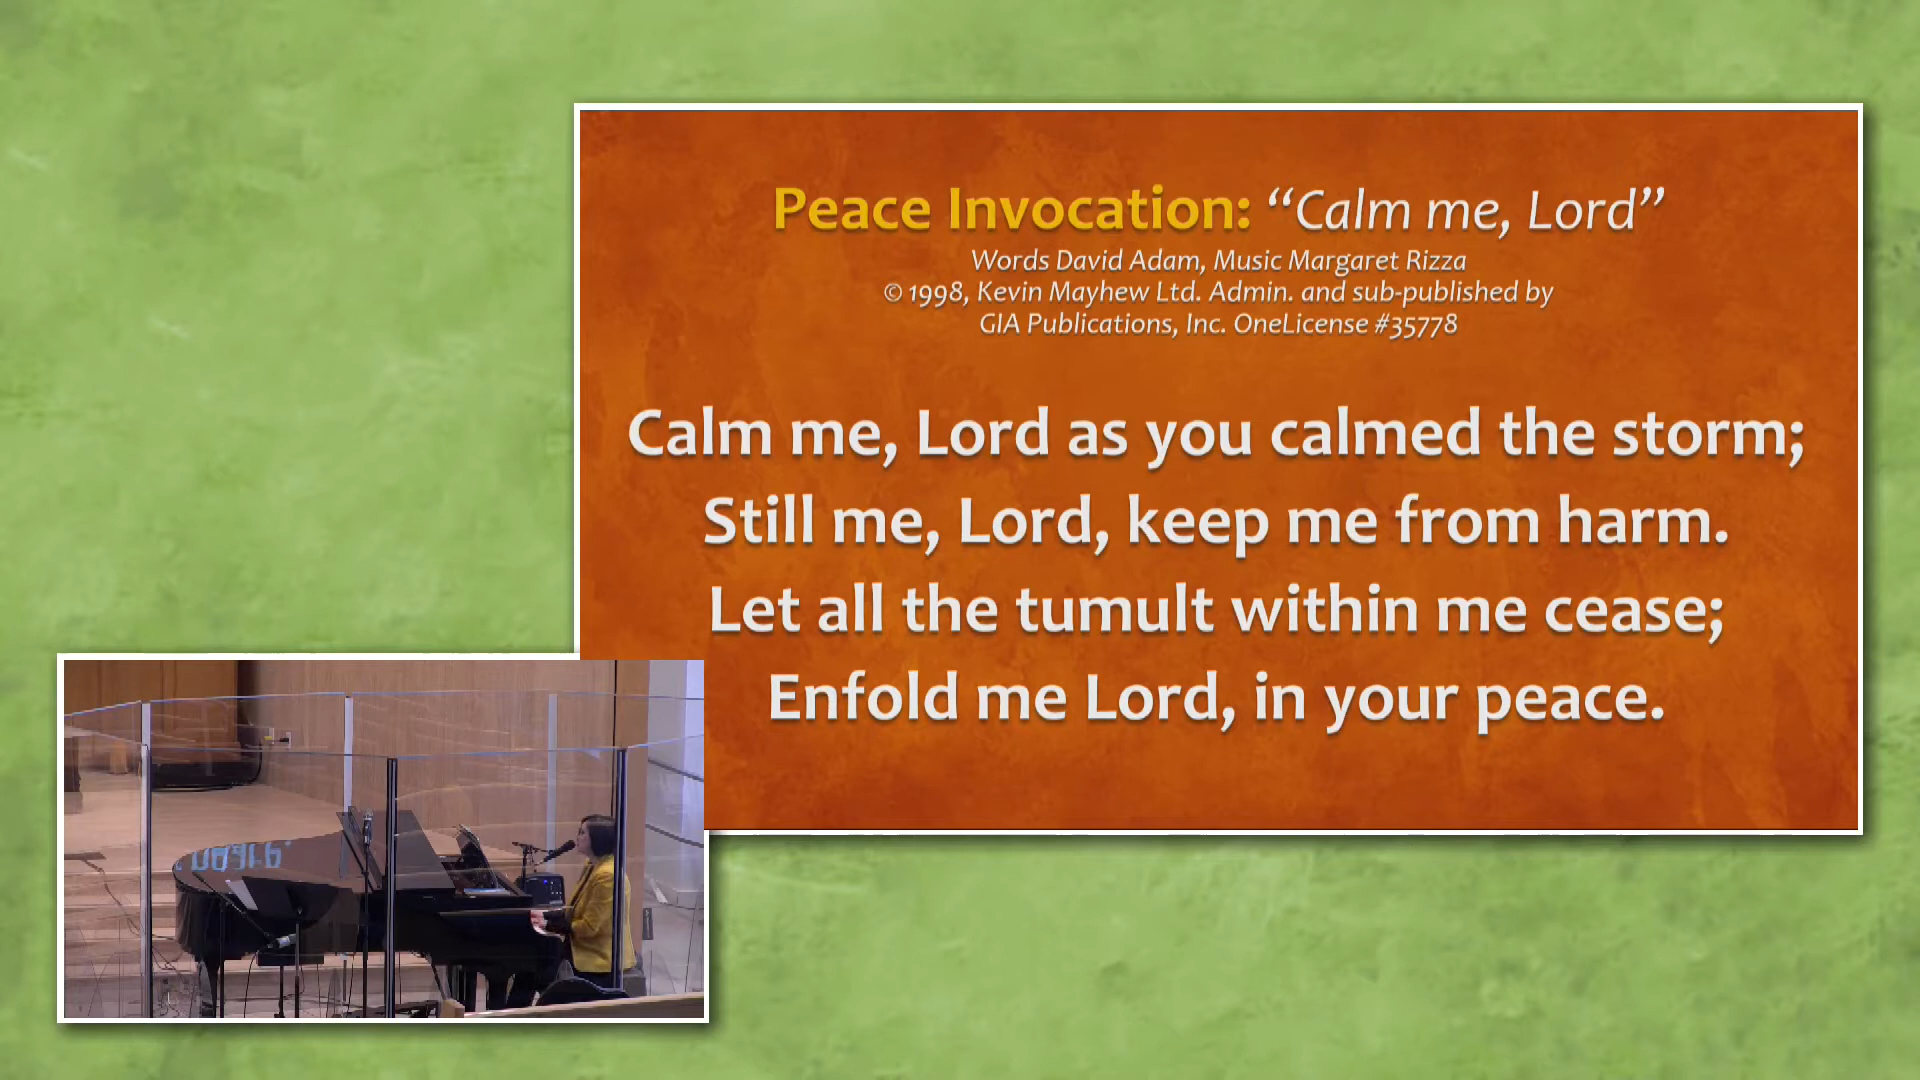 Peace Invocation: “Calm me, Lord”
Words David Adam, Music Margaret Rizza
© 1998, Kevin Mayhew Ltd. Admin. and sub-published by
GIA Publications, Inc. OneLicense #35778
Calm me, Lord as you calmed the storm;
Still me, Lord, keep me from harm.
Let all the tumult within me cease;
Enfold me Lord, in your peace.